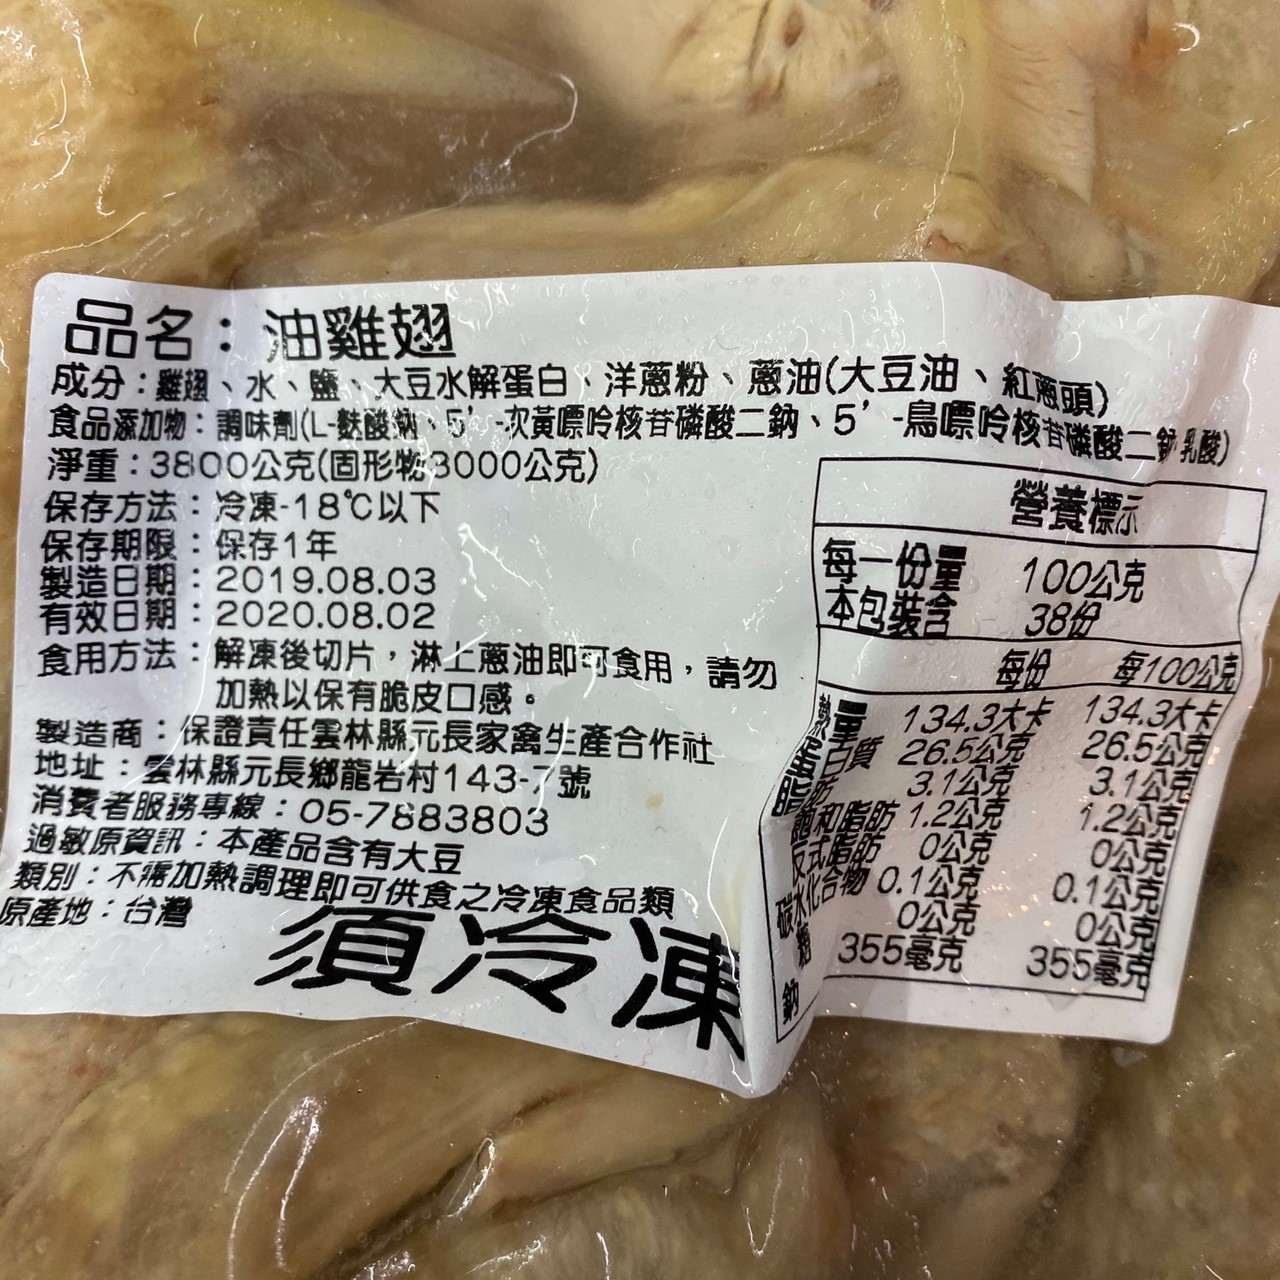 品名：油雞翅
成分：雞翅、水、鹽、大豆水解蛋白、洋蔥粉、蔥油(大豆油、紅蔥頭)
食品添加物：調味劑(L-麩酸鈉、5’-次黃嘌呤核苷磷酸二鈉、5’-鳥嘌呤核苷磷酸二鈉、乳酸)
淨重：3800公克(固形物3000公克)
保存方法：冷凍-18℃以下
保存期限：保存1年
製造日期：2019.08.03
有效日期：2020.08.02
食用方法：解凍後切片，淋上蔥油即可食用，請勿
加熱以保有脆皮口感。
製造商：保證責任雲林縣元長家禽生產合作社
地址：雲林縣元長鄉龍岩村143-7號
消費者服務專線：05-7883803
過敏原資訊：本產品含有大豆
類別：不需加熱調理即可供食之冷凍食品類
原產地：台灣
須冷凍
營養標示
每一份量 100公克
本包裝含 38份
每份 每100公克
熱量 134.3大卡 134.3大卡
蛋白質 26.5公克 26.5公克
脂肪 3.1公克 3.1公克
飽和脂肪 1.2公克 1.2公克
反式脂肪 0公克 0公克
碳水化合物 0.1公克 0.1公克
糖 0公克 0公克
鈉 355毫克 355毫克